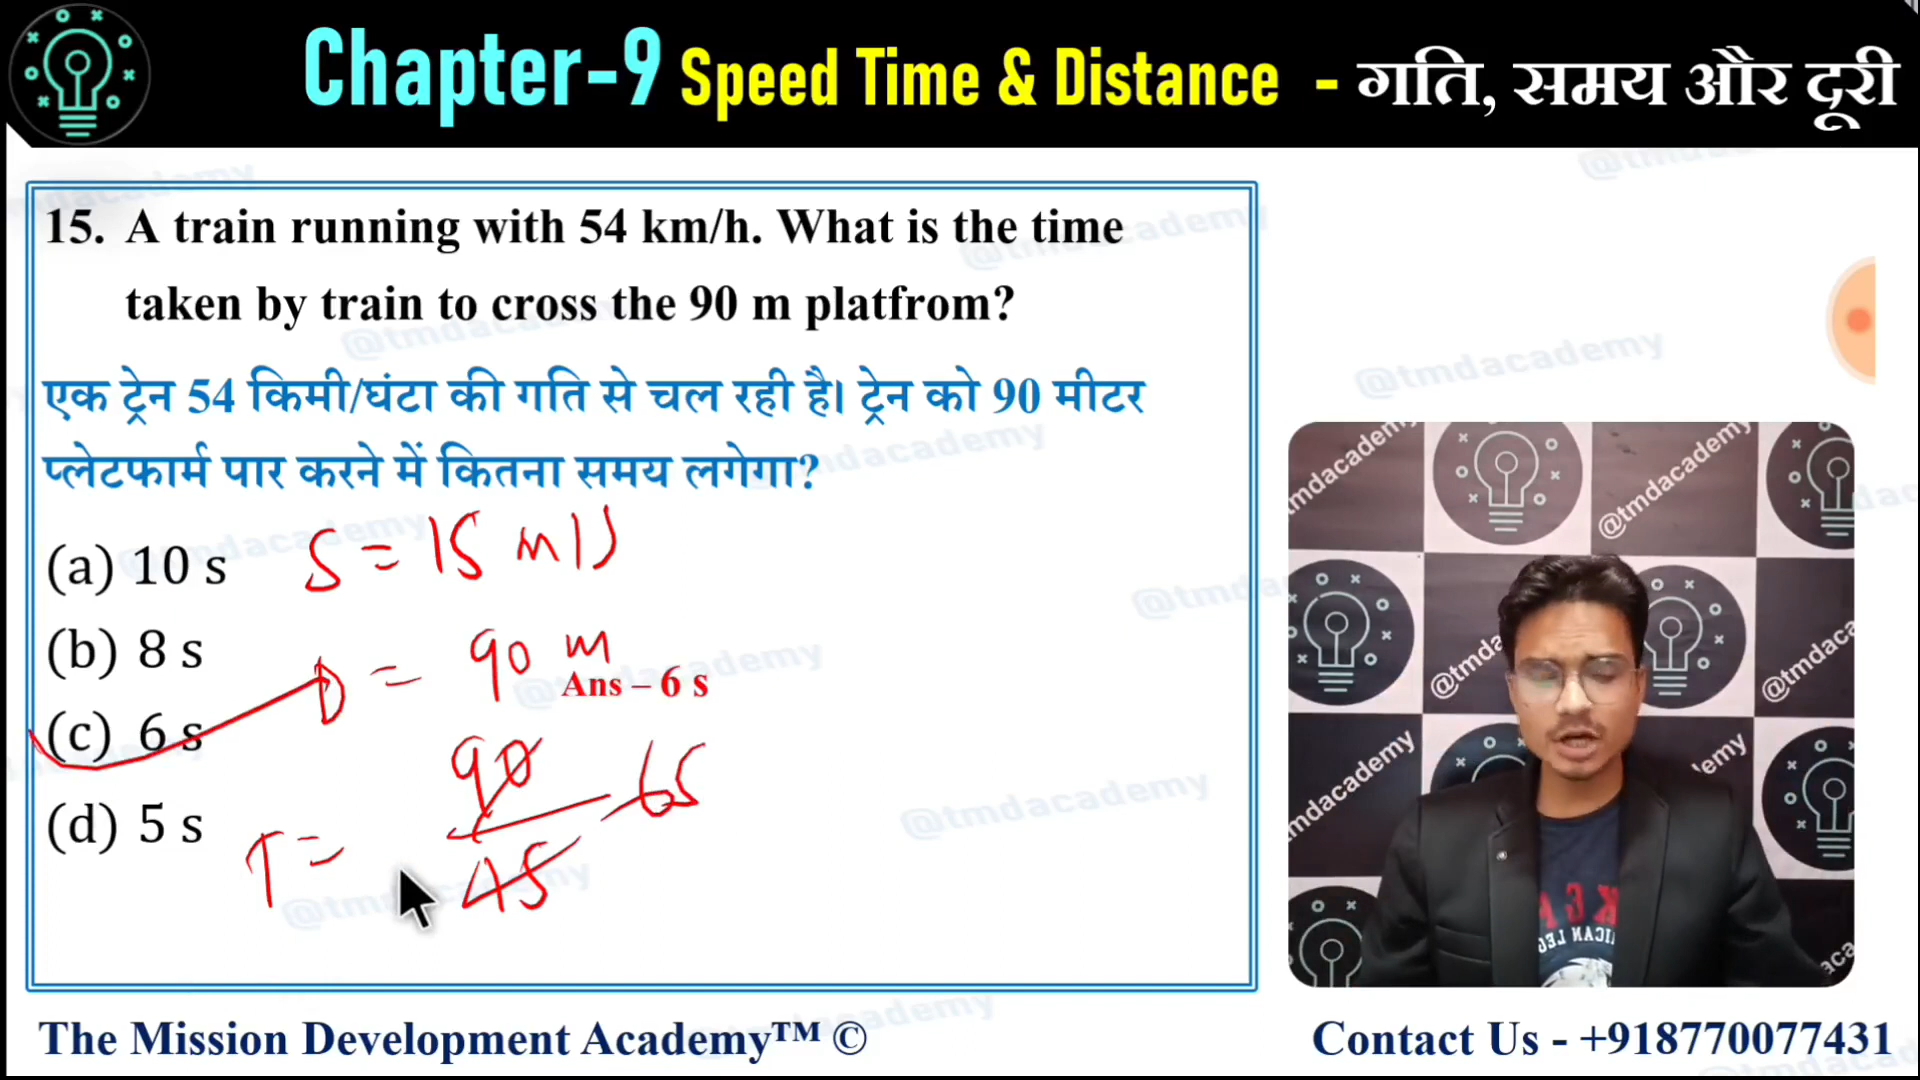 Chapter-9 Speed Time & Distance - गति, समय और दूरी
15. A train running with 54 km/h. What is the time
taken by train to cross the 90 m platfrom?
एक ट्रेन 54 किमी/घंटा की गति से चल रही है। ट्रेन को 90 मीटर
प्लेटफार्म पार करने में कितना समय लगेगा?
(a) 10 s
S = 15 m/s
(b) 8 s
D = 90 m
Ans – 6 s
(c) 6 s
(d) 5 s
T = 90
15
6s
@tmdacademy
The Mission Development Academy™ ©
Contact Us - +918770077431